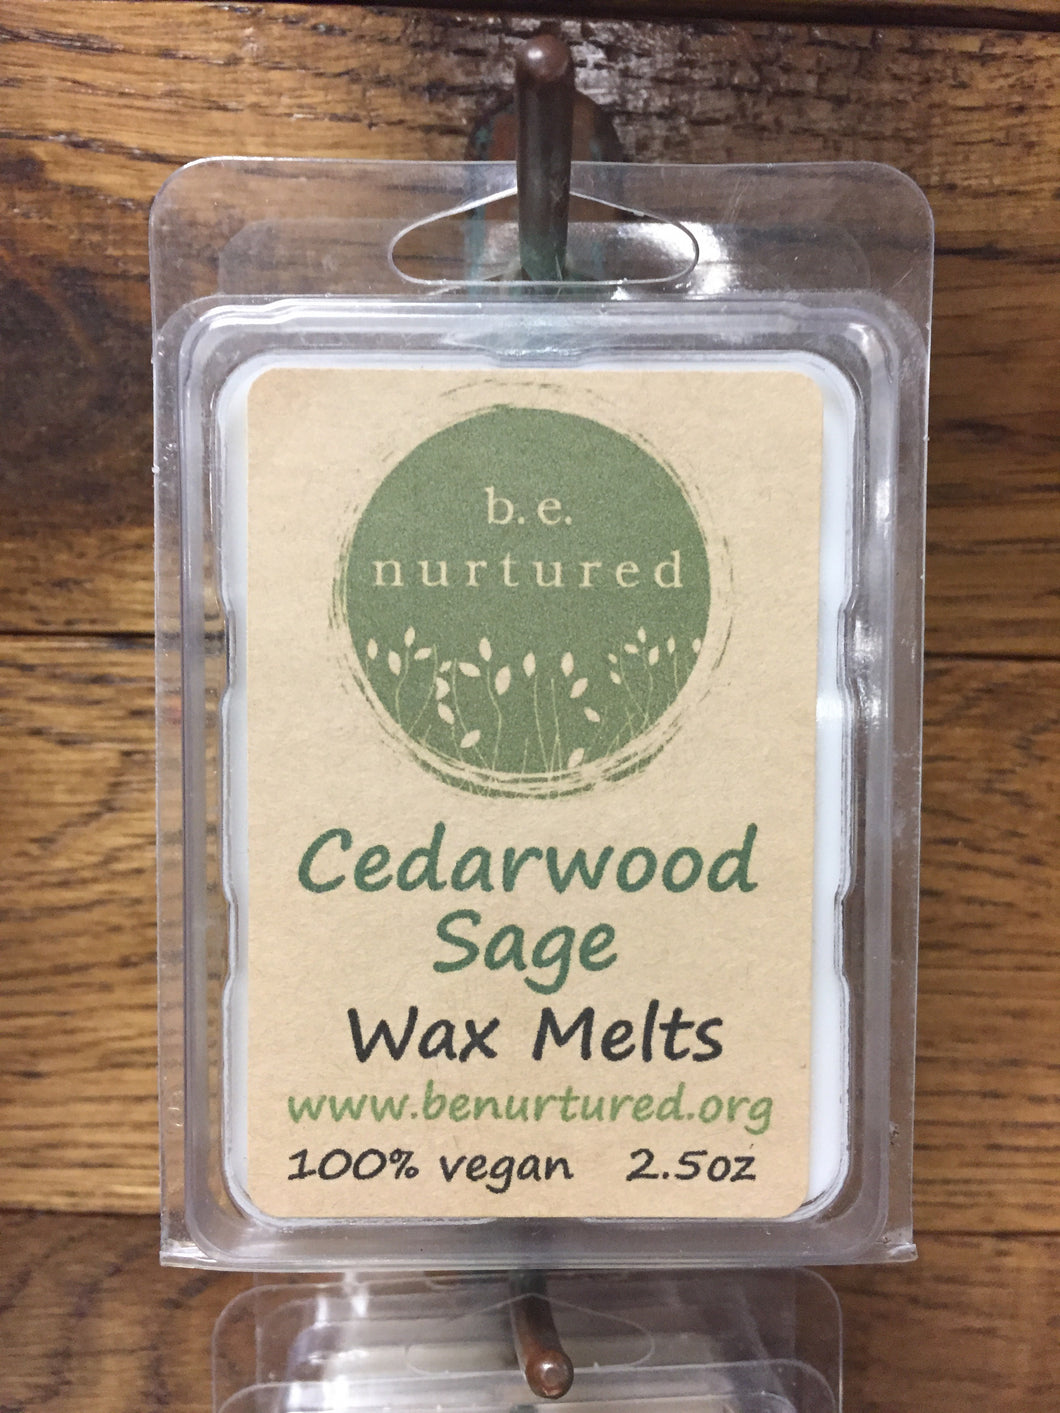 b. e.
nurtured
Cedarwood
Sage
Wax Melts
www.benurtured.org
100% vegan 2.5oz